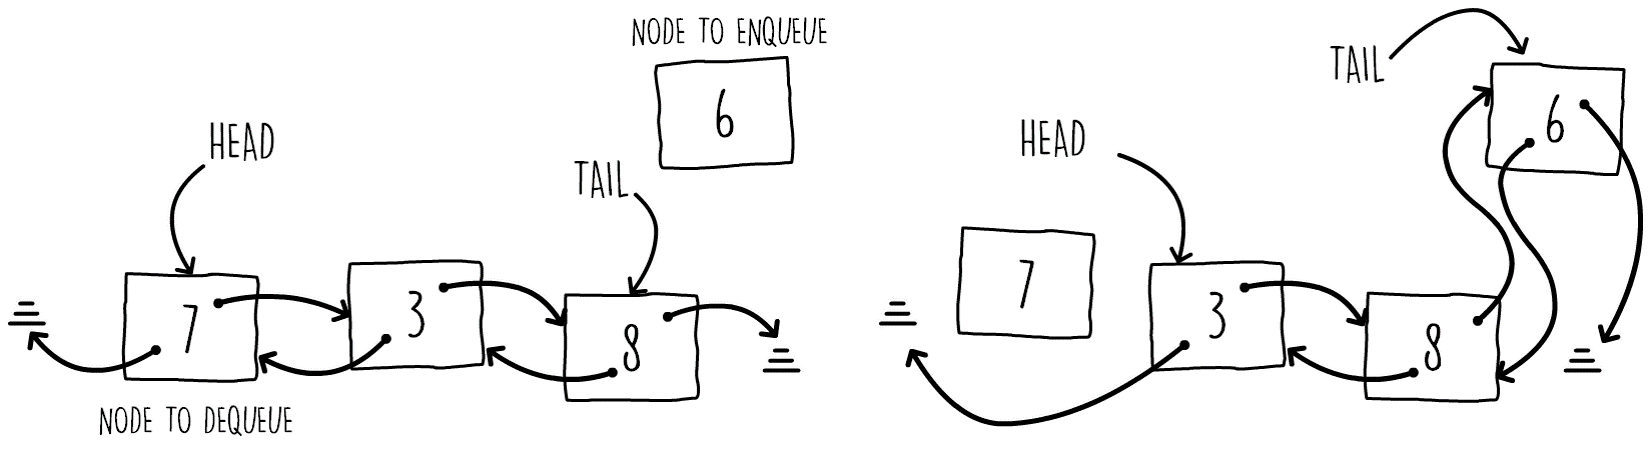 NODE TO ENQUEUE
6
HEAD
TAIL
7
3
8
NODE TO DEQUEUE
TAIL
6
HEAD
7
3
8